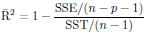 R̄² = 1 − SSE/(n − p − 1) / SST/(n − 1)